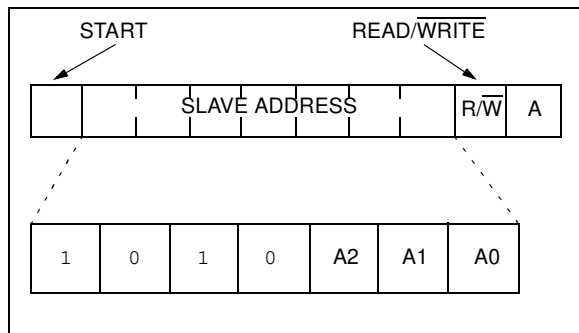 START READ/WRITE
SLAVE ADDRESS R/W A
1 0 1 0 A2 A1 A0